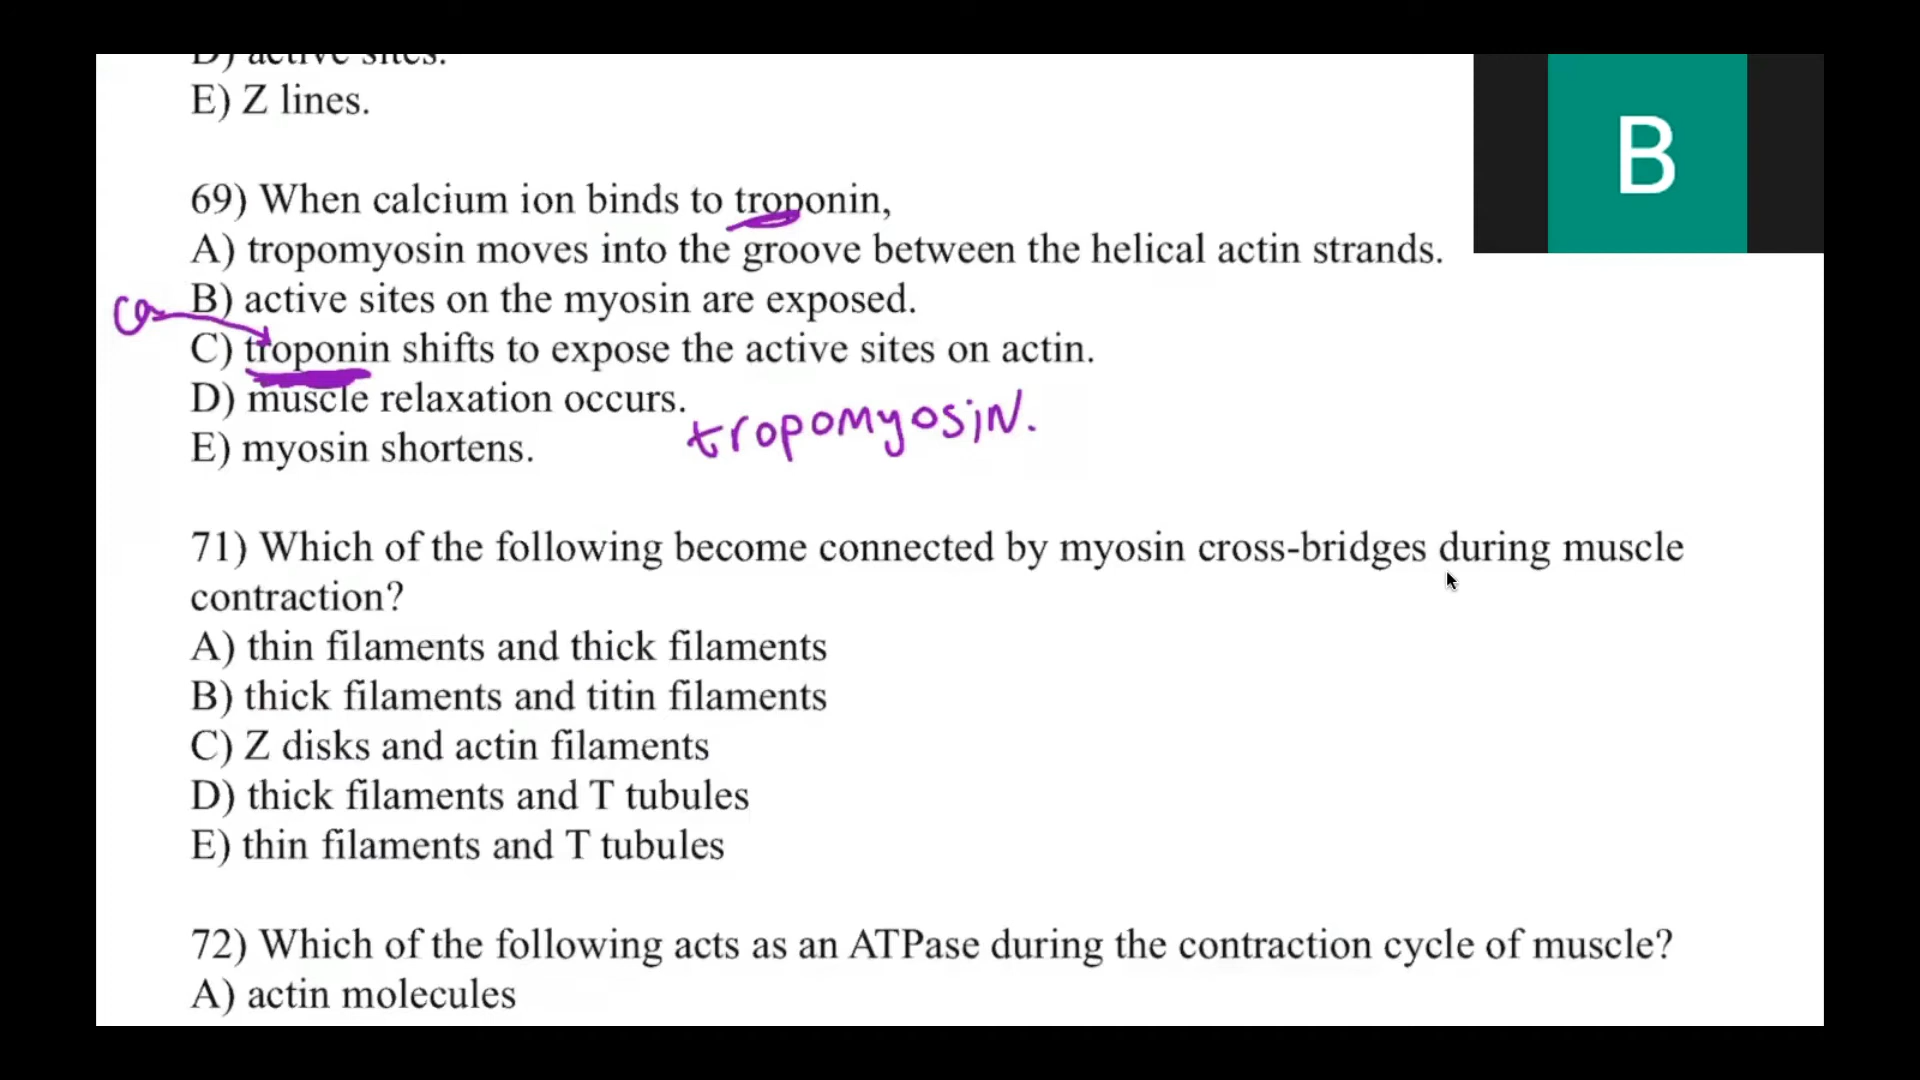 D) active sites.
E) Z lines.
B
69) When calcium ion binds to troponin,
A) tropomyosin moves into the groove between the helical actin strands.
B) active sites on the myosin are exposed.
Ca
C) troponin shifts to expose the active sites on actin.
D) muscle relaxation occurs.
tropomyosin.
E) myosin shortens.
71) Which of the following become connected by myosin cross-bridges during muscle
contraction?
A) thin filaments and thick filaments
B) thick filaments and titin filaments
C) Z disks and actin filaments
D) thick filaments and T tubules
E) thin filaments and T tubules
72) Which of the following acts as an ATPase during the contraction cycle of muscle?
A) actin molecules